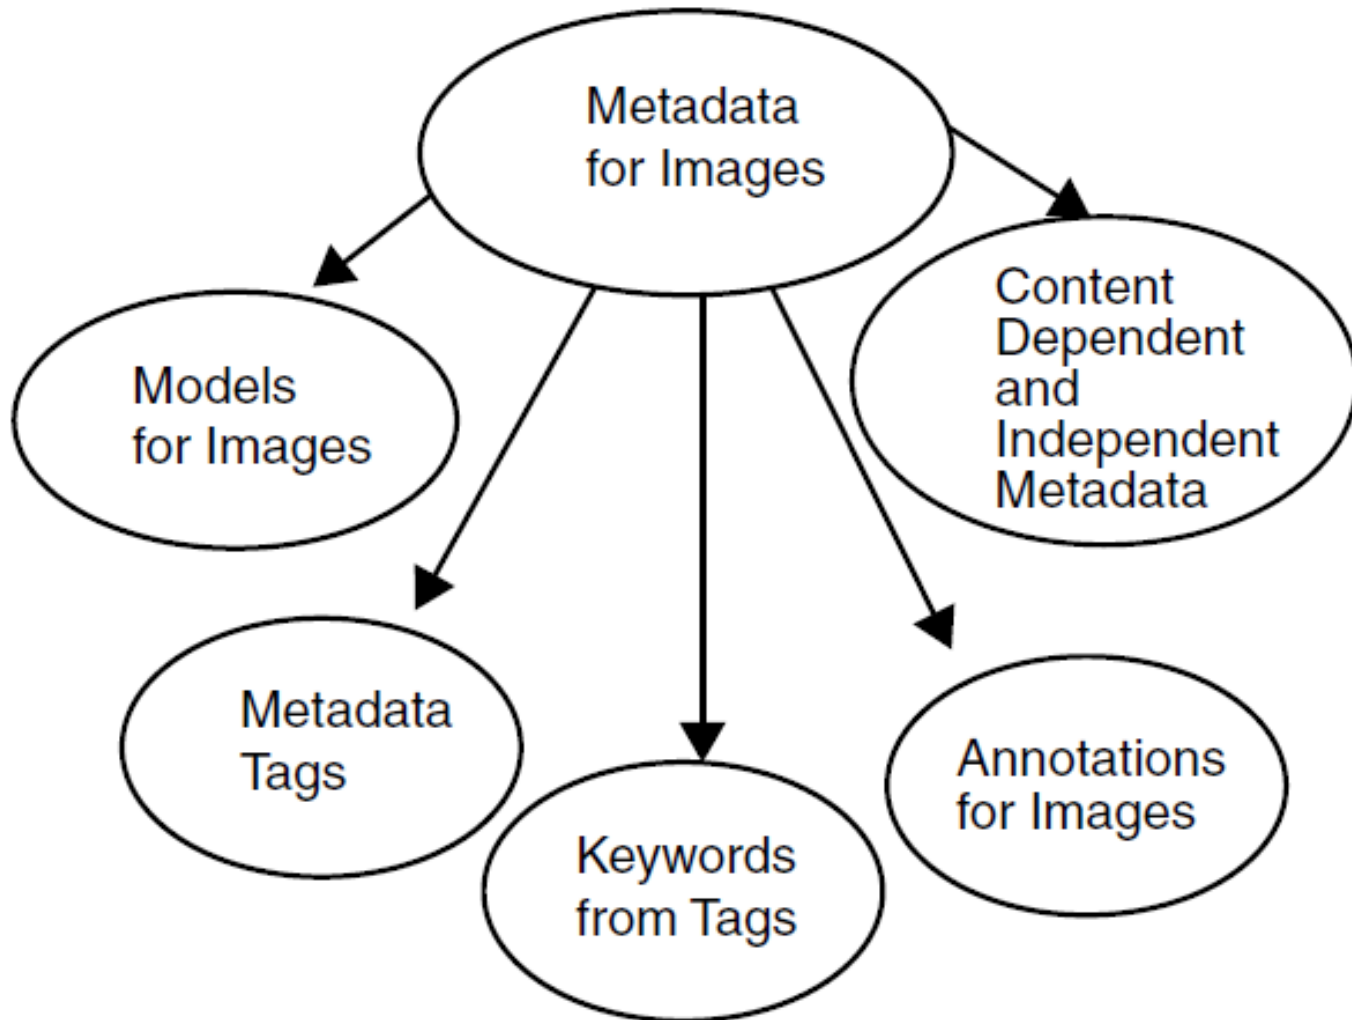 Metadata
for Images
Models
for Images
Content
Dependent
and
Independent
Metadata
Metadata
Tags
Keywords
from Tags
Annotations
for Images